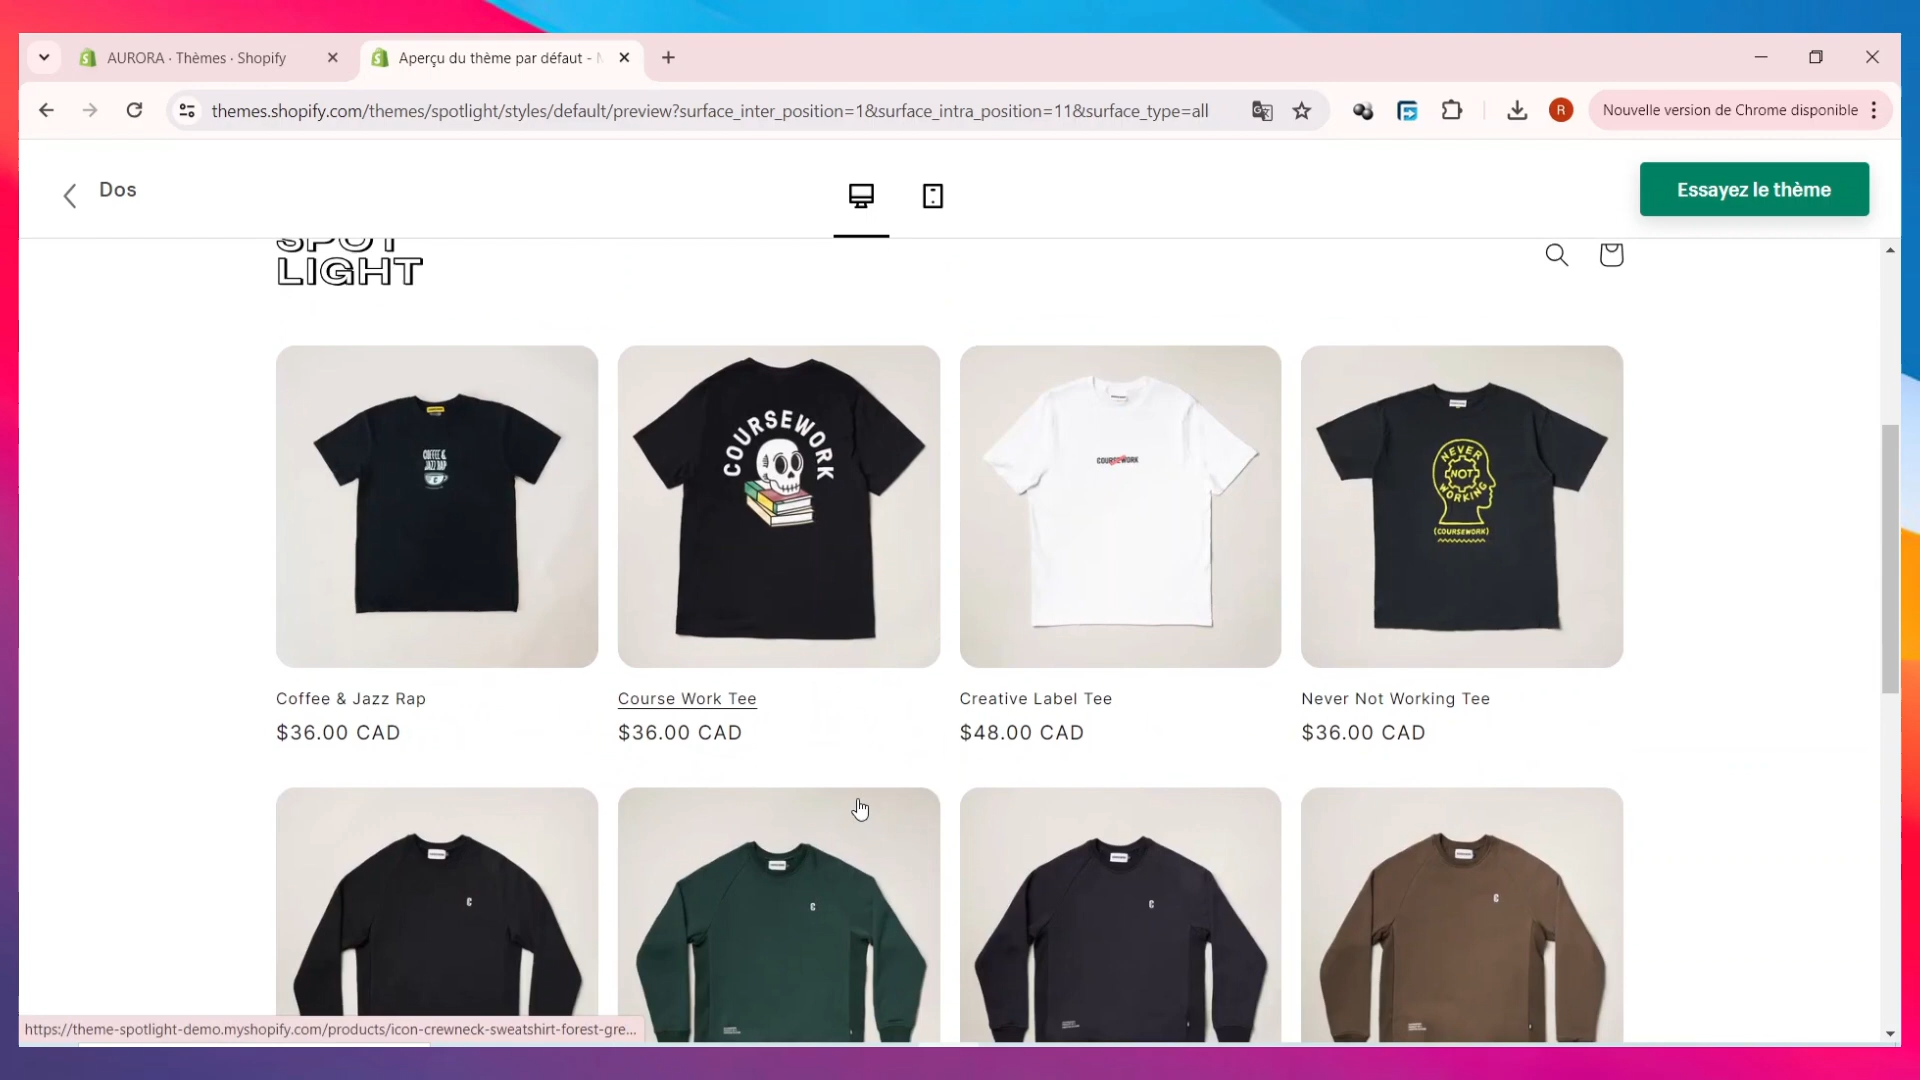 AURORA · Thèmes · Shopify
Aperçu du thème par défaut -
themes.shopify.com/themes/spotlight/styles/default/preview?surface_inter_position=1&surface_intra_position=11&surface_type=all
R
Nouvelle version de Chrome disponible
Dos
Essayez le thème
SPOT
LIGHT
COFFEE &
JAZZ RAP
COURSEWORK
COURSEWORK
NEVER
NOT
WORKING
(COURSEWORK)
Coffee & Jazz Rap
Course Work Tee
Creative Label Tee
Never Not Working Tee
$36.00 CAD
$36.00 CAD
$48.00 CAD
$36.00 CAD
C
C
C
C
https://theme-spotlight-demo.myshopify.com/products/icon-crewneck-sweatshirt-forest-gre...